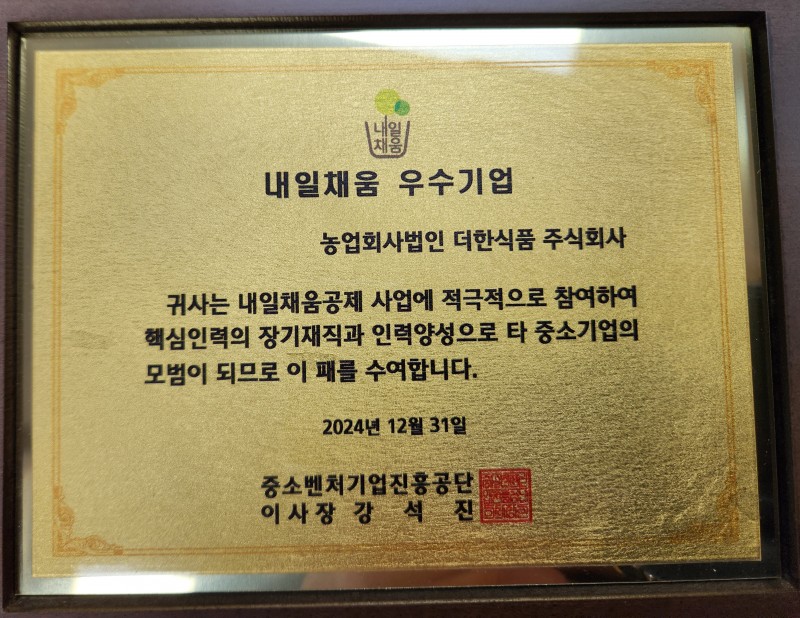 내일
채움
내일채움 우수기업
농업회사법인 더한식품 주식회사
귀사는 내일채움공제 사업에 적극적으로 참여하여
핵심인력의 장기재직과 인력양성으로 타 중소기업의
모범이 되므로 이 패를 수여합니다.
2024년 12월 31일
중소벤처기업진흥공단
이사장 강 석 진